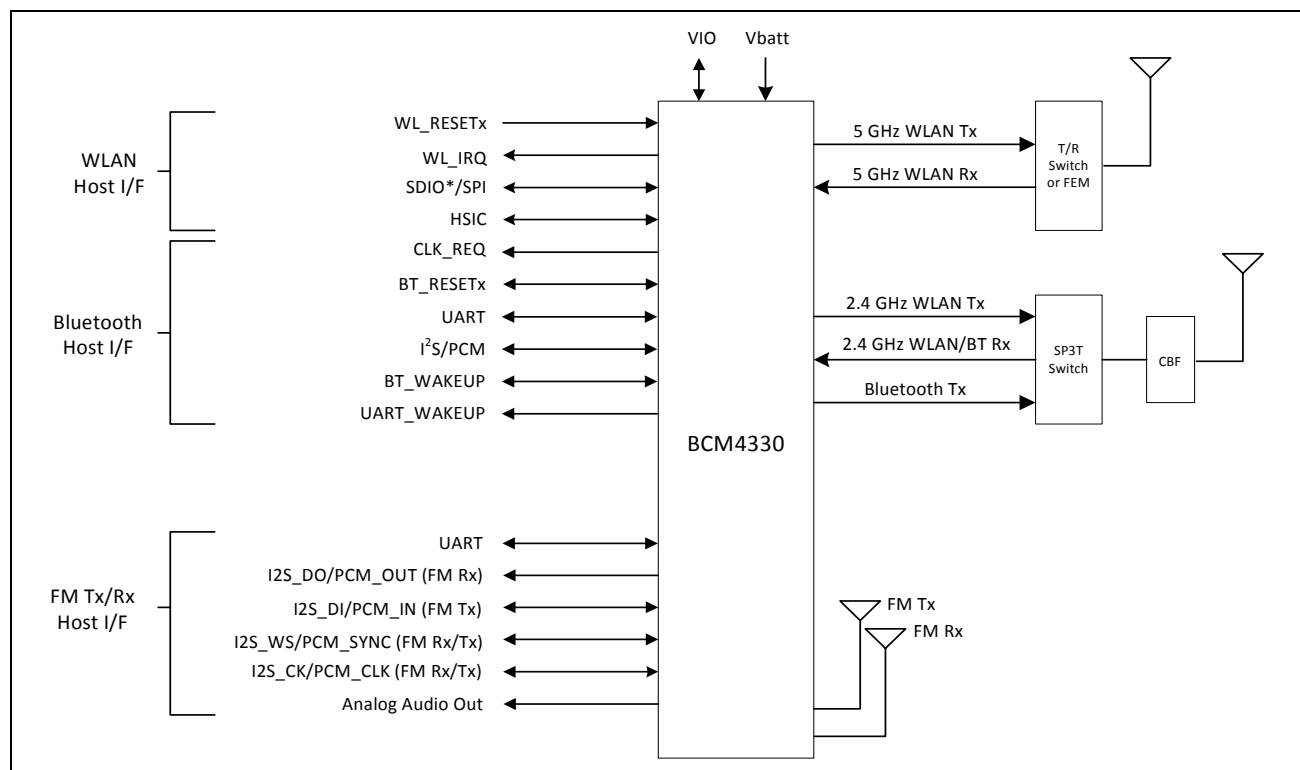 VIO
Vbatt
WLAN
Host I/F
WL_RESETx
WL_IRQ
SDIO*/SPI
HSIC
Bluetooth
Host I/F
CLK_REQ
BT_RESETx
UART
I²S/PCM
BT_WAKEUP
UART_WAKEUP
FM Tx/Rx
Host I/F
UART
I2S_DO/PCM_OUT (FM Rx)
I2S_DI/PCM_IN (FM Tx)
I2S_WS/PCM_SYNC (FM Rx/Tx)
I2S_CK/PCM_CLK (FM Rx/Tx)
Analog Audio Out
BCM4330
5 GHz WLAN Tx
5 GHz WLAN Rx
T/R
Switch
or FEM
2.4 GHz WLAN Tx
2.4 GHz WLAN/BT Rx
Bluetooth Tx
SP3T
Switch
CBF
FM Tx
FM Rx